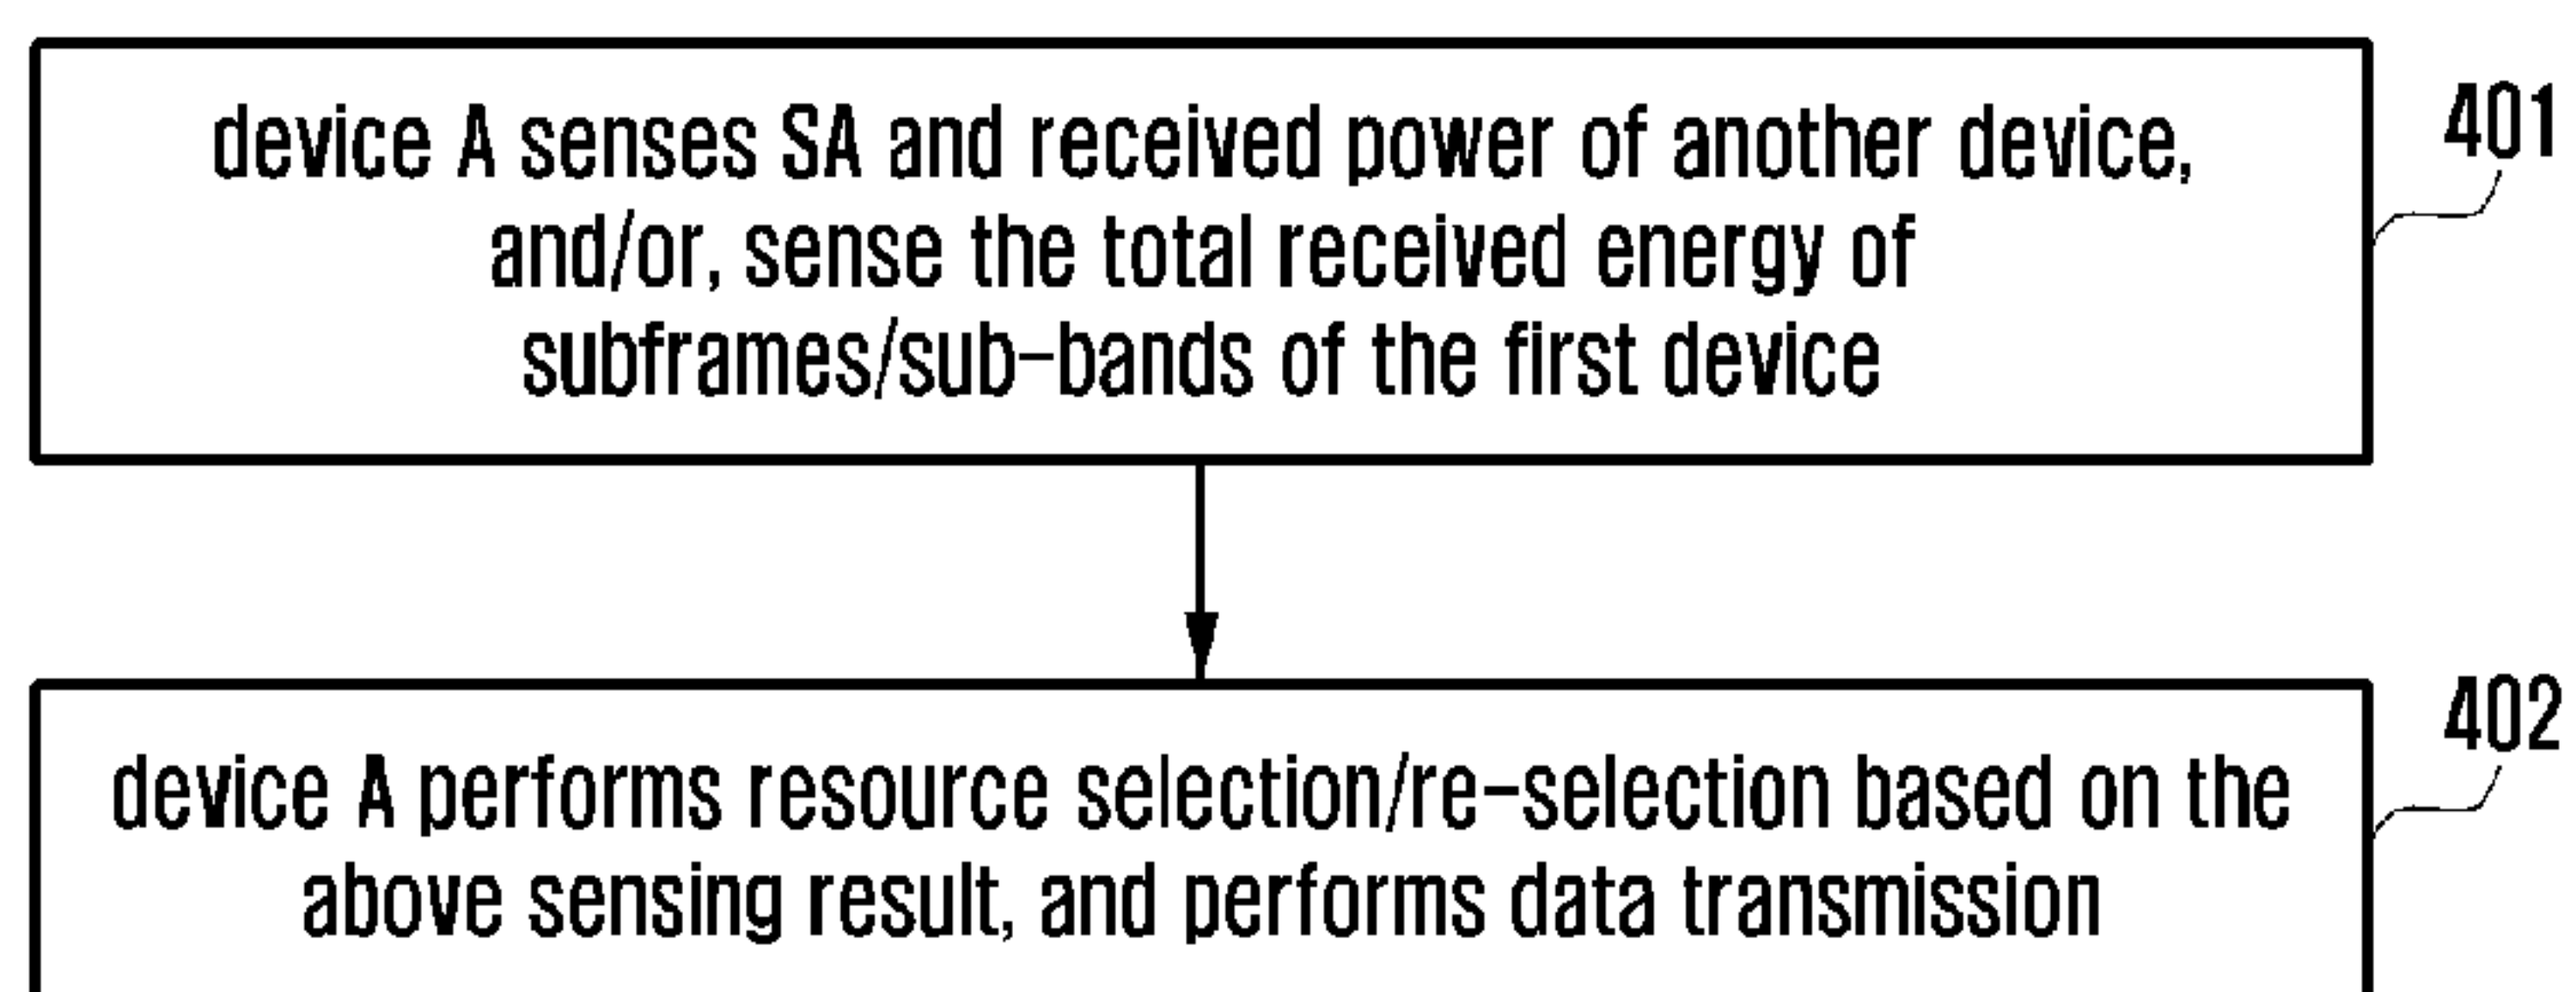 device A senses SA and received power of another device,
and/or, sense the total received energy of
subframes/sub-bands of the first device
401
device A performs resource selection/re-selection based on the
above sensing result, and performs data transmission
402